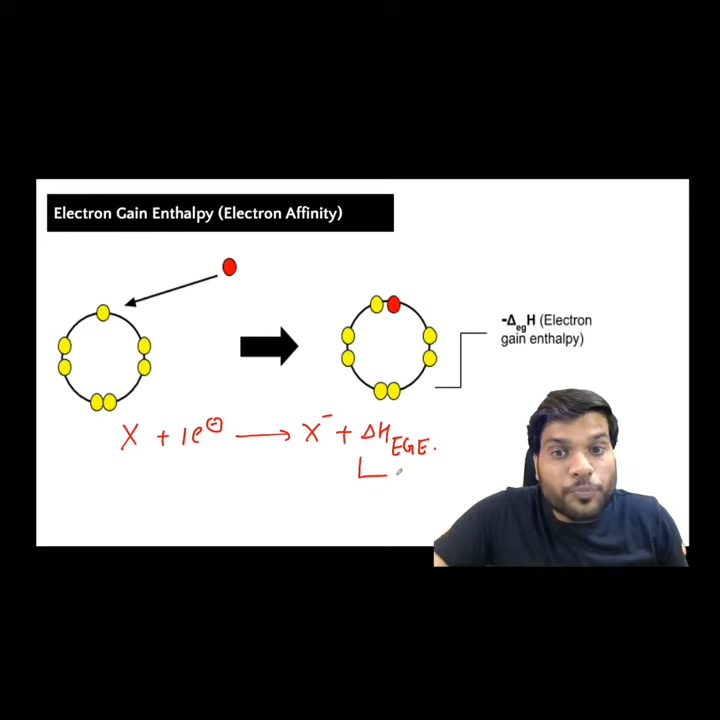 Electron Gain Enthalpy (Electron Affinity)
-ΔegH (Electron
gain enthalpy)
X + 1e⊖ ⟶ X⁻ + ΔH EGE.